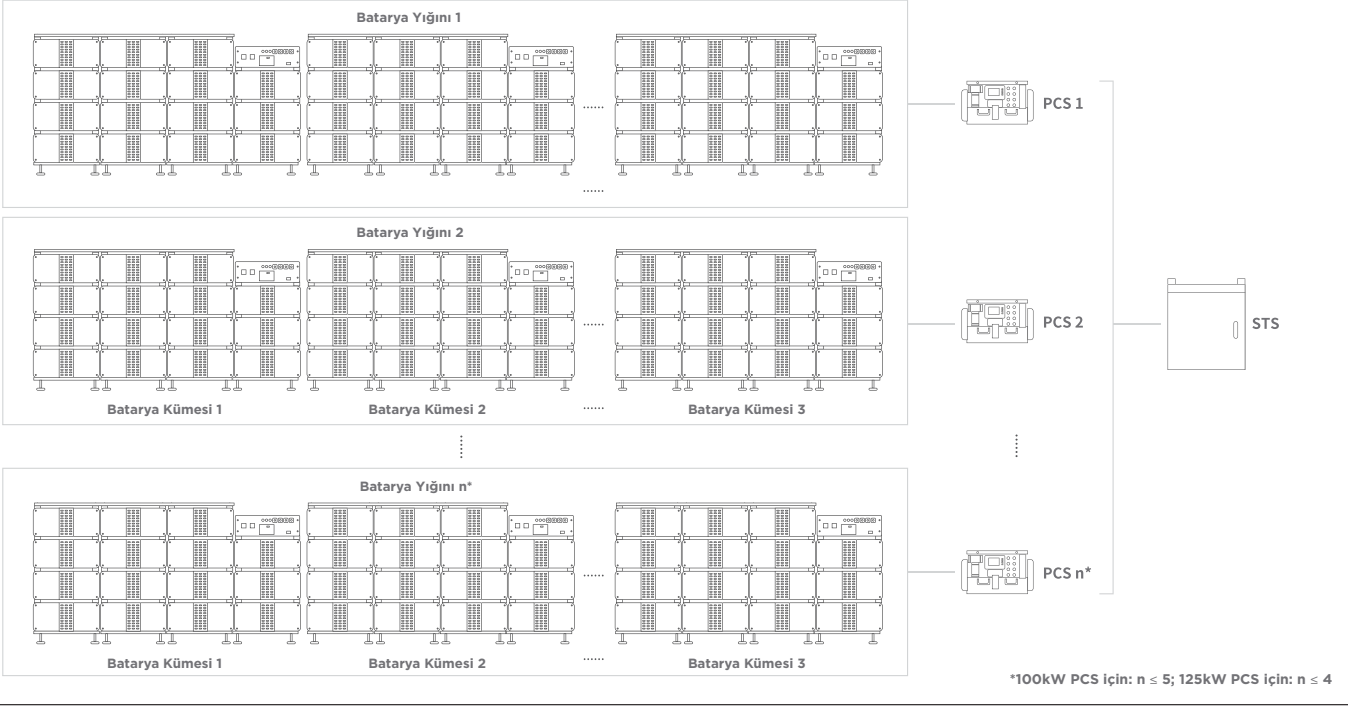 Batarya Yığını 1
......
......
PCS 1
Batarya Yığını 2
......
PCS 2
STS
Batarya Kümesi 1
Batarya Kümesi 2
......
Batarya Kümesi 3
Batarya Yığını n*
......
PCS n*
Batarya Kümesi 1
Batarya Kümesi 2
......
Batarya Kümesi 3
*100kW PCS için: n ≤ 5; 125kW PCS için: n ≤ 4